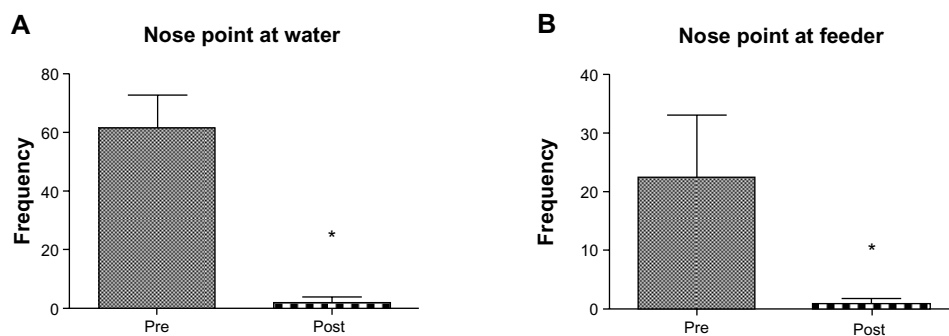 A
Nose point at water
Frequency
80
60
40
20
0
*
Pre
Post
B
Nose point at feeder
Frequency
40
30
20
10
0
*
Pre
Post